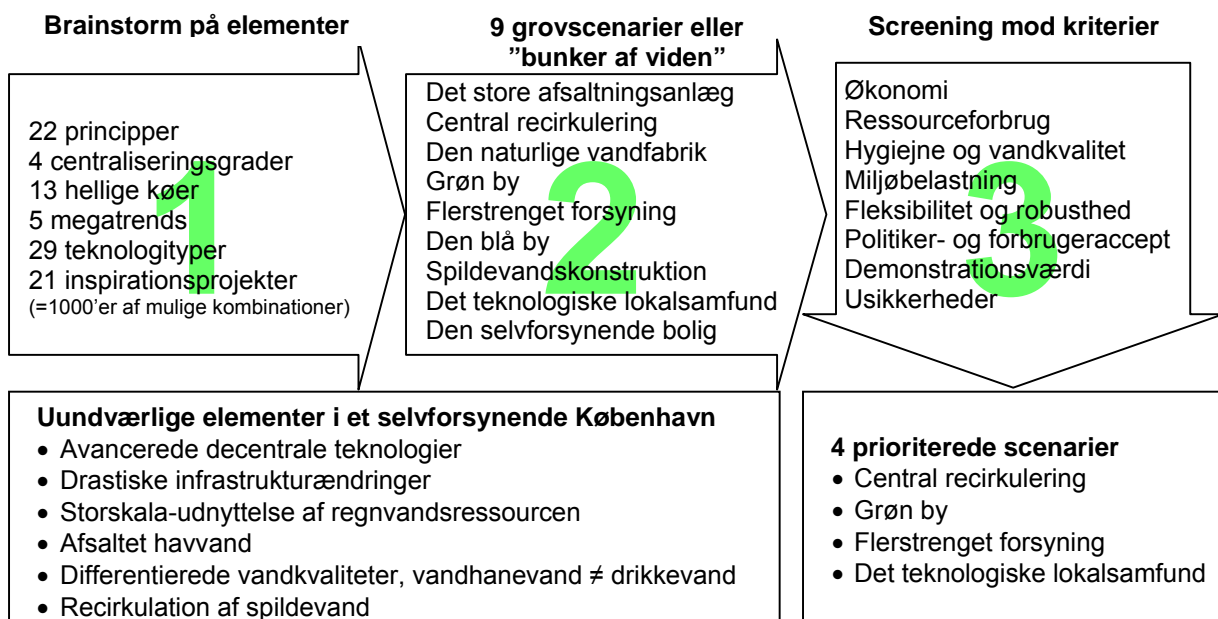 Brainstorm på elementer
22 principper
4 centraliseringsgrader
13 hellige køer
5 megatrends
29 teknologityper
21 inspirationsprojekter
(=1000’er af mulige kombinationer)
1
9 grovscenarier eller
”bunker af viden”
Det store afsaltningsanlæg
Central recirkulering
Den naturlige vandfabrik
Grøn by
Flerstrenget forsyning
Den blå by
Spildevandskonstruktion
Det teknologiske lokalsamfund
Den selvforsynende bolig
2
Screening mod kriterier
Økonomi
Ressourceforbrug
Hygiejne og vandkvalitet
Miljøbelastning
Fleksibilitet og robusthed
Politiker- og forbrugeraccept
Demonstrationsværdi
Usikkerheder
3
Uundværlige elementer i et selvforsynende København
• Avancerede decentrale teknologier
• Drastiske infrastrukturændringer
• Storskala-udnyttelse af regnvandsressourcen
• Afsaltet havvand
• Differentierede vandkvaliteter, vandhanevand ≠ drikkevand
• Recirkulation af spildevand
4 prioriterede scenarier
• Central recirkulering
• Grøn by
• Flerstrenget forsyning
• Det teknologiske lokalsamfund